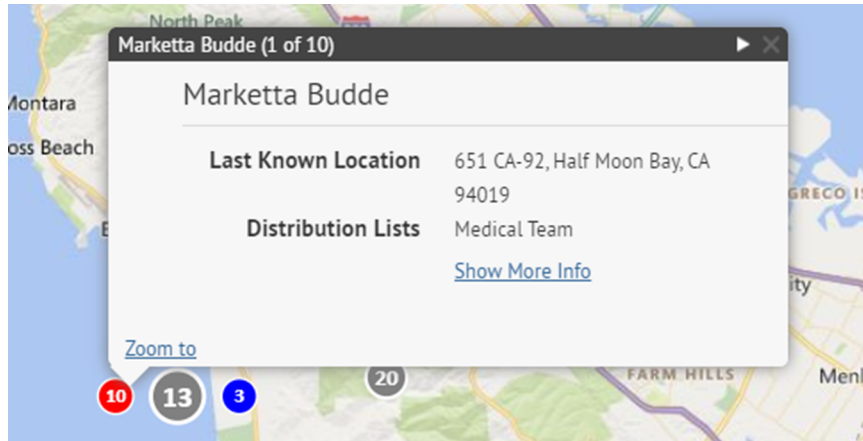 North Peak
Marketta Budde (1 of 10)
Marketta Budde
Montara
oss Beach
Last Known Location
651 CA-92, Half Moon Bay, CA
94019
GRECO I
Distribution Lists
Medical Team
Show More Info
ity
Zoom to
20
FARM HILLS
Men
10
13
3